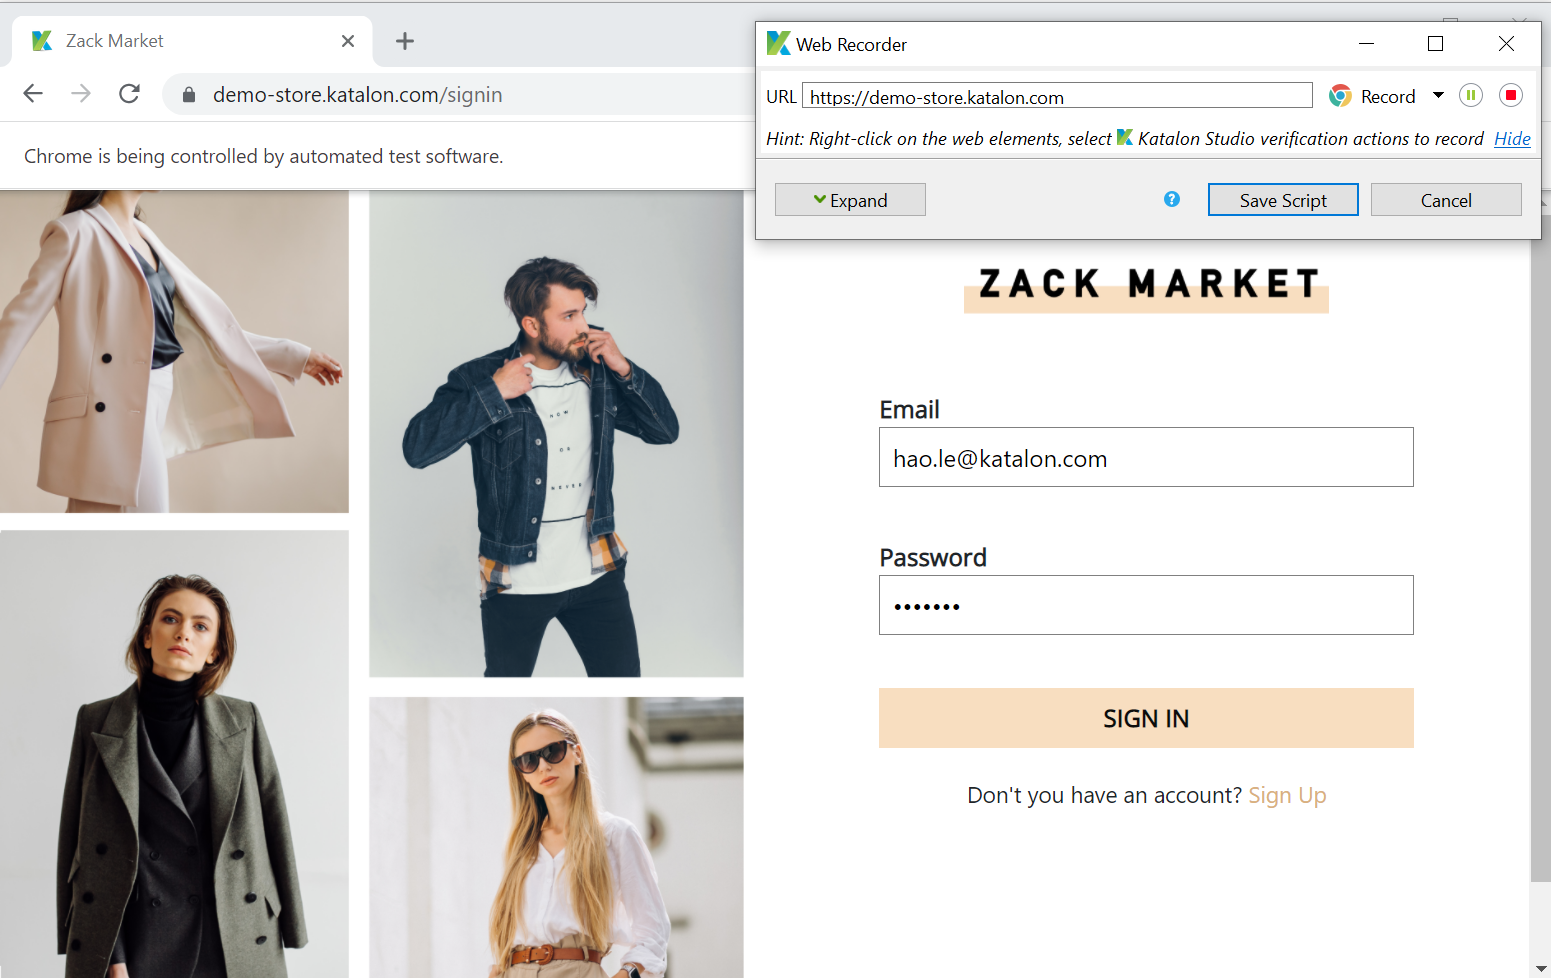 Zack Market
demo-store.katalon.com/signin
Chrome is being controlled by automated test software.
Web Recorder
URL https://demo-store.katalon.com Record
Hint: Right-click on the web elements, select Katalon Studio verification actions to record Hide
Expand ? Save Script Cancel
ZACK MARKET
Email
hao.le@katalon.com
Password
•••••••
SIGN IN
Don't you have an account? Sign Up
NOW
OR
NEVER